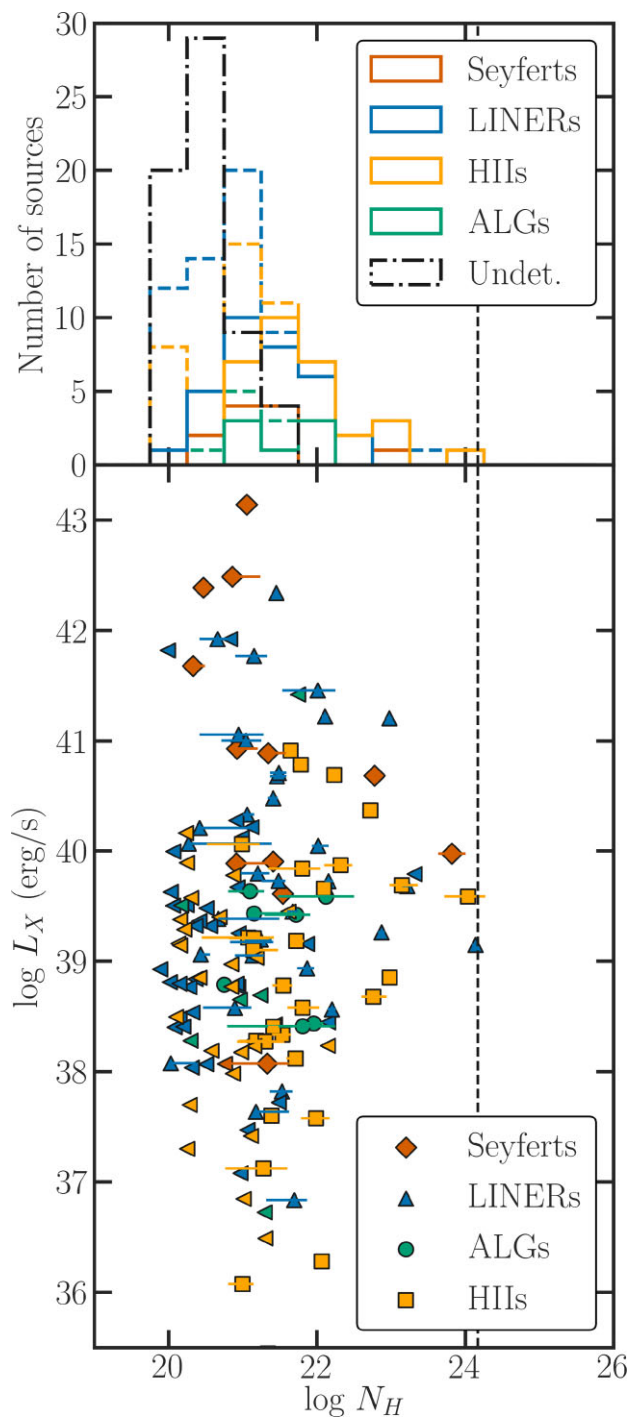 30
25
20
15
10
5
0
Number of sources
Seyferts
LINERs
HIIs
ALGs
Undet.
43
42
41
40
39
38
37
36
log L_X (erg/s)
Seyferts
LINERs
ALGs
HIIs
20
22
24
26
log N_H